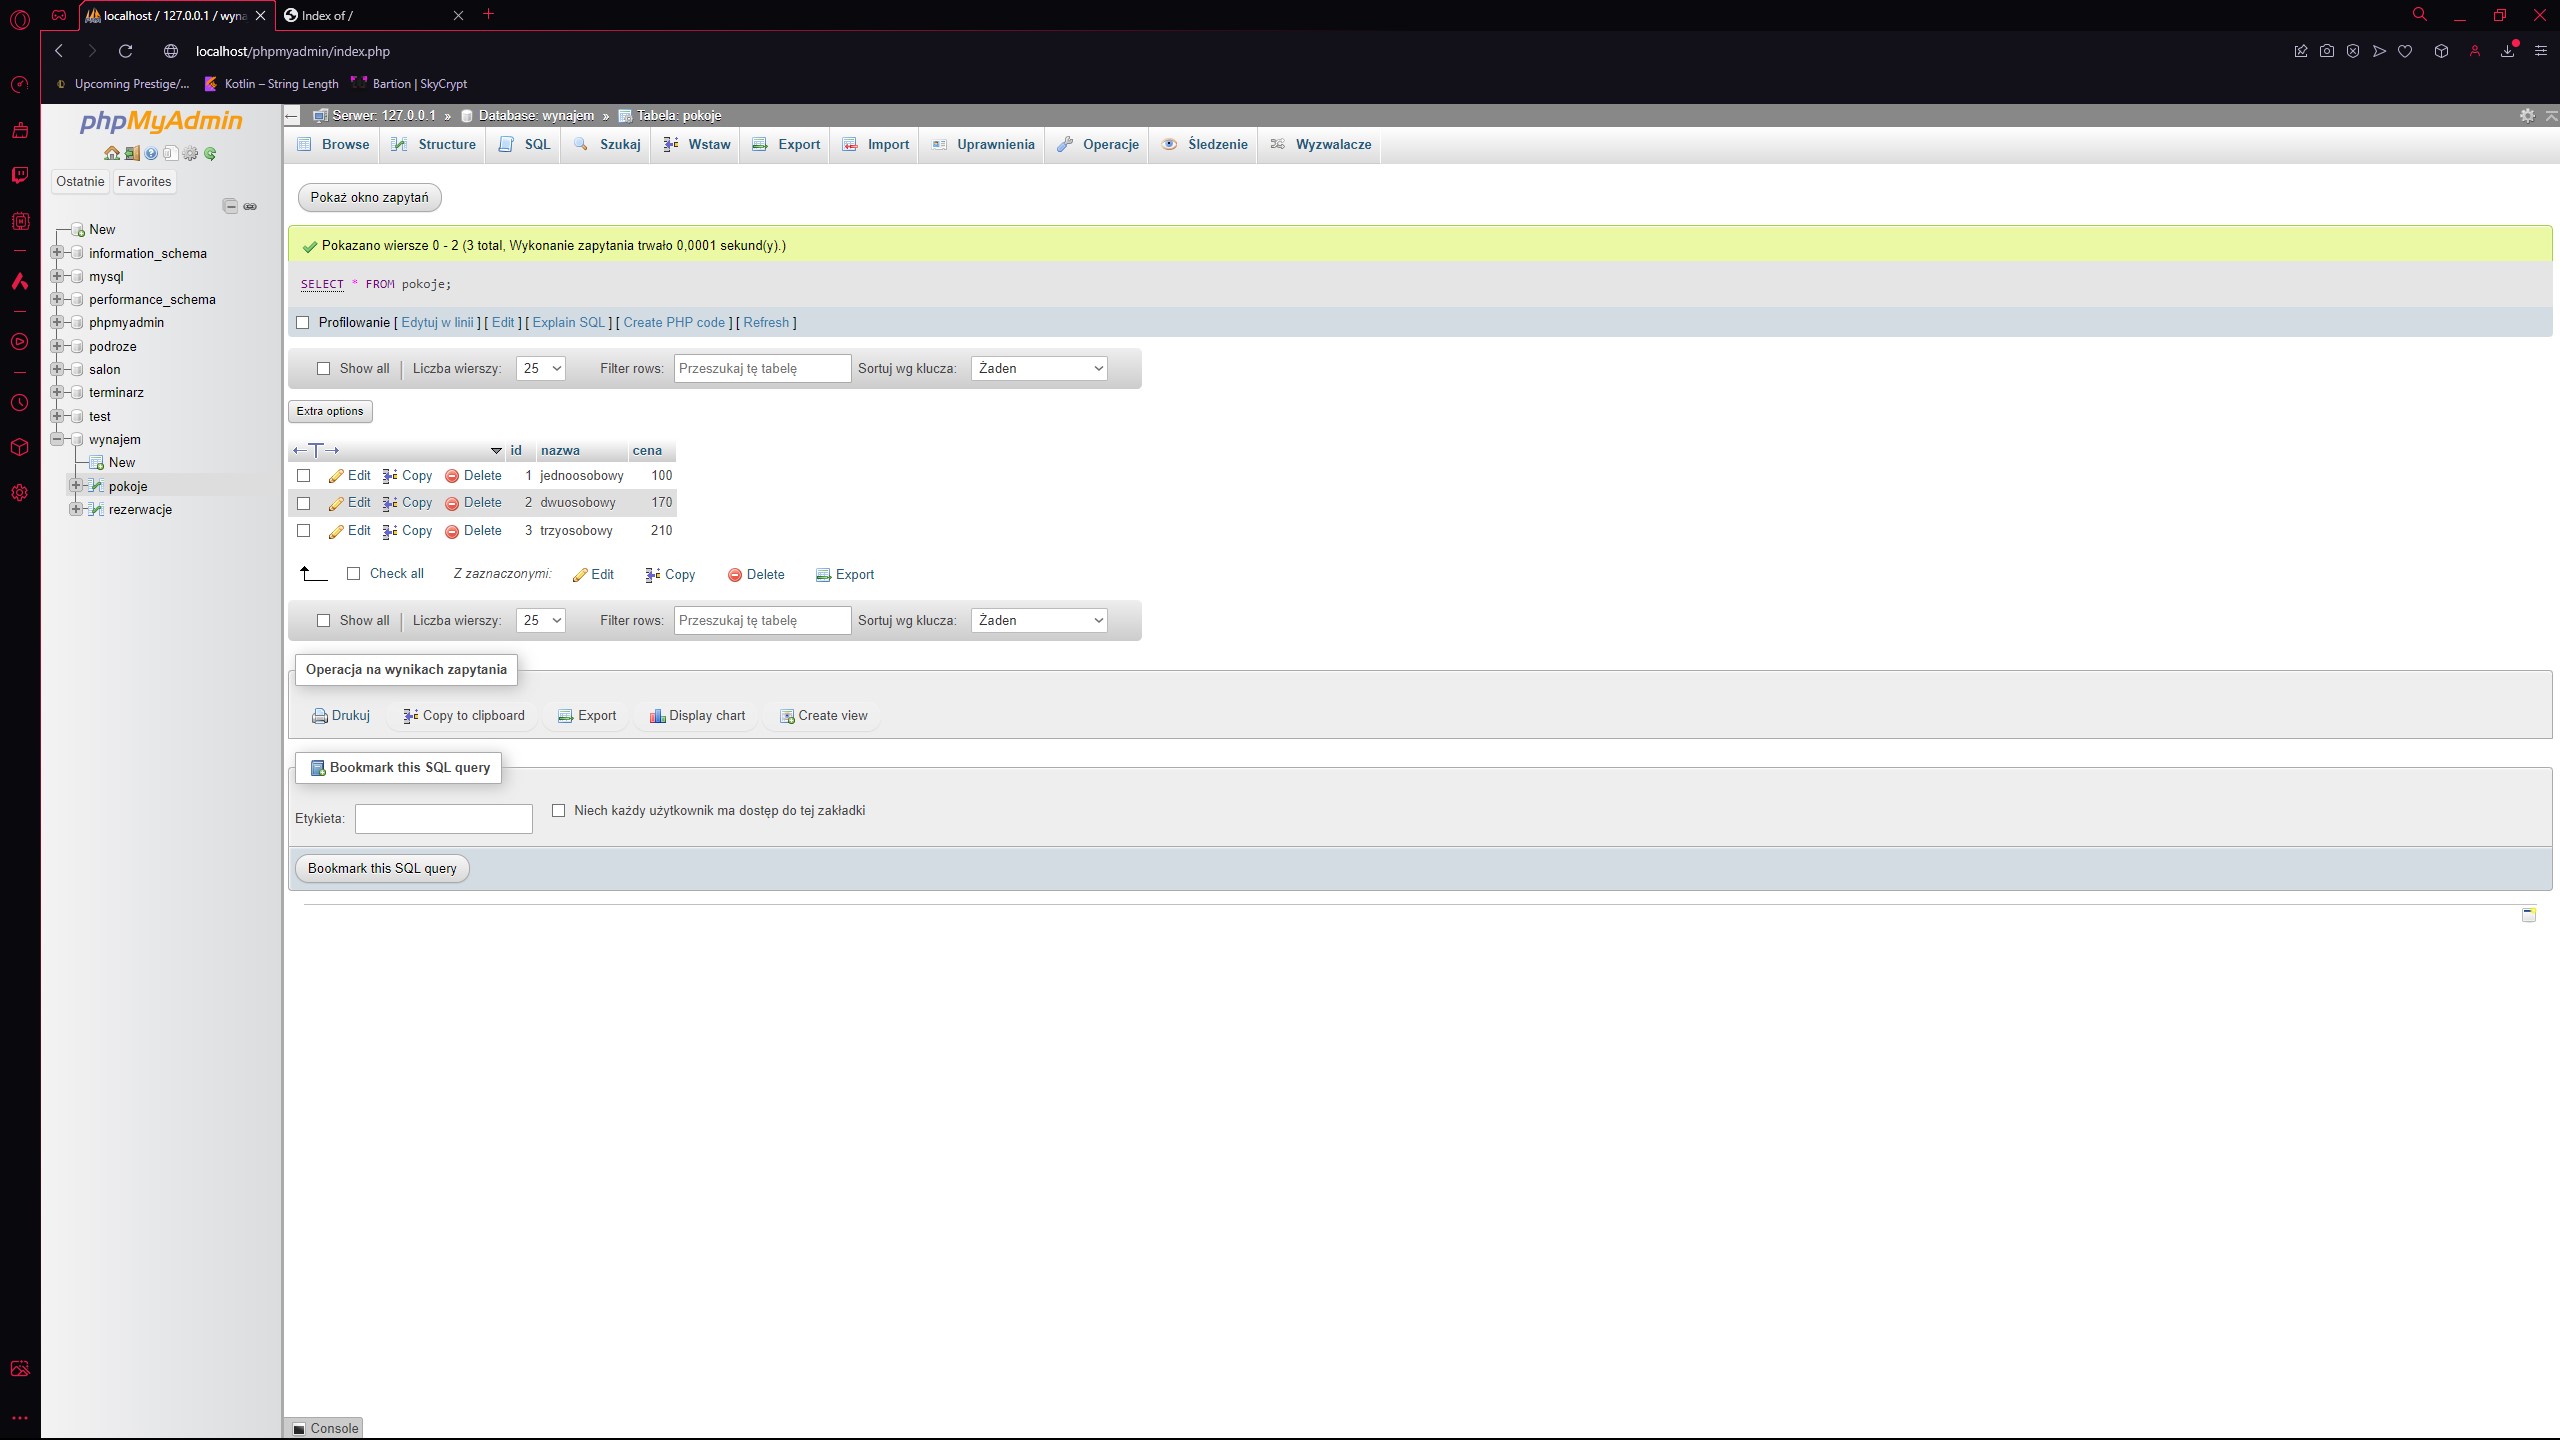 localhost / 127.0.0.1 / wyna
Index of /
localhost/phpmyadmin/index.php
Upcoming Prestige/...
Kotlin – String Length
Bartion | SkyCrypt
phpMyAdmin
Ostatnie
Favorites
New
information_schema
mysql
performance_schema
phpmyadmin
podroze
salon
terminarz
test
wynajem
New
pokoje
rezerwacje
Serwer: 127.0.0.1 » Database: wynajem » Tabela: pokoje
Browse Structure SQL Szukaj Wstaw Export Import Uprawnienia Operacje Śledzenie Wyzwalacze
Pokaż okno zapytań
Pokazano wiersze 0 - 2 (3 total, Wykonanie zapytania trwało 0,0001 sekund(y).)
SELECT * FROM pokoje;
Profilowanie [ Edytuj w linii ] [ Edit ] [ Explain SQL ] [ Create PHP code ] [ Refresh ]
Show all Liczba wierszy: 25 Filter rows: Przeszukaj tę tabelę Sortuj wg klucza: Żaden
Extra options
←T→ id nazwa cena
Edit Copy Delete 1 jednoosobowy 100
Edit Copy Delete 2 dwuosobowy 170
Edit Copy Delete 3 trzyosobowy 210
Check all Z zaznaczonymi: Edit Copy Delete Export
Show all Liczba wierszy: 25 Filter rows: Przeszukaj tę tabelę Sortuj wg klucza: Żaden
Operacja na wynikach zapytania
Drukuj Copy to clipboard Export Display chart Create view
Bookmark this SQL query
Etykieta: Niech każdy użytkownik ma dostęp do tej zakładki
Bookmark this SQL query
Console